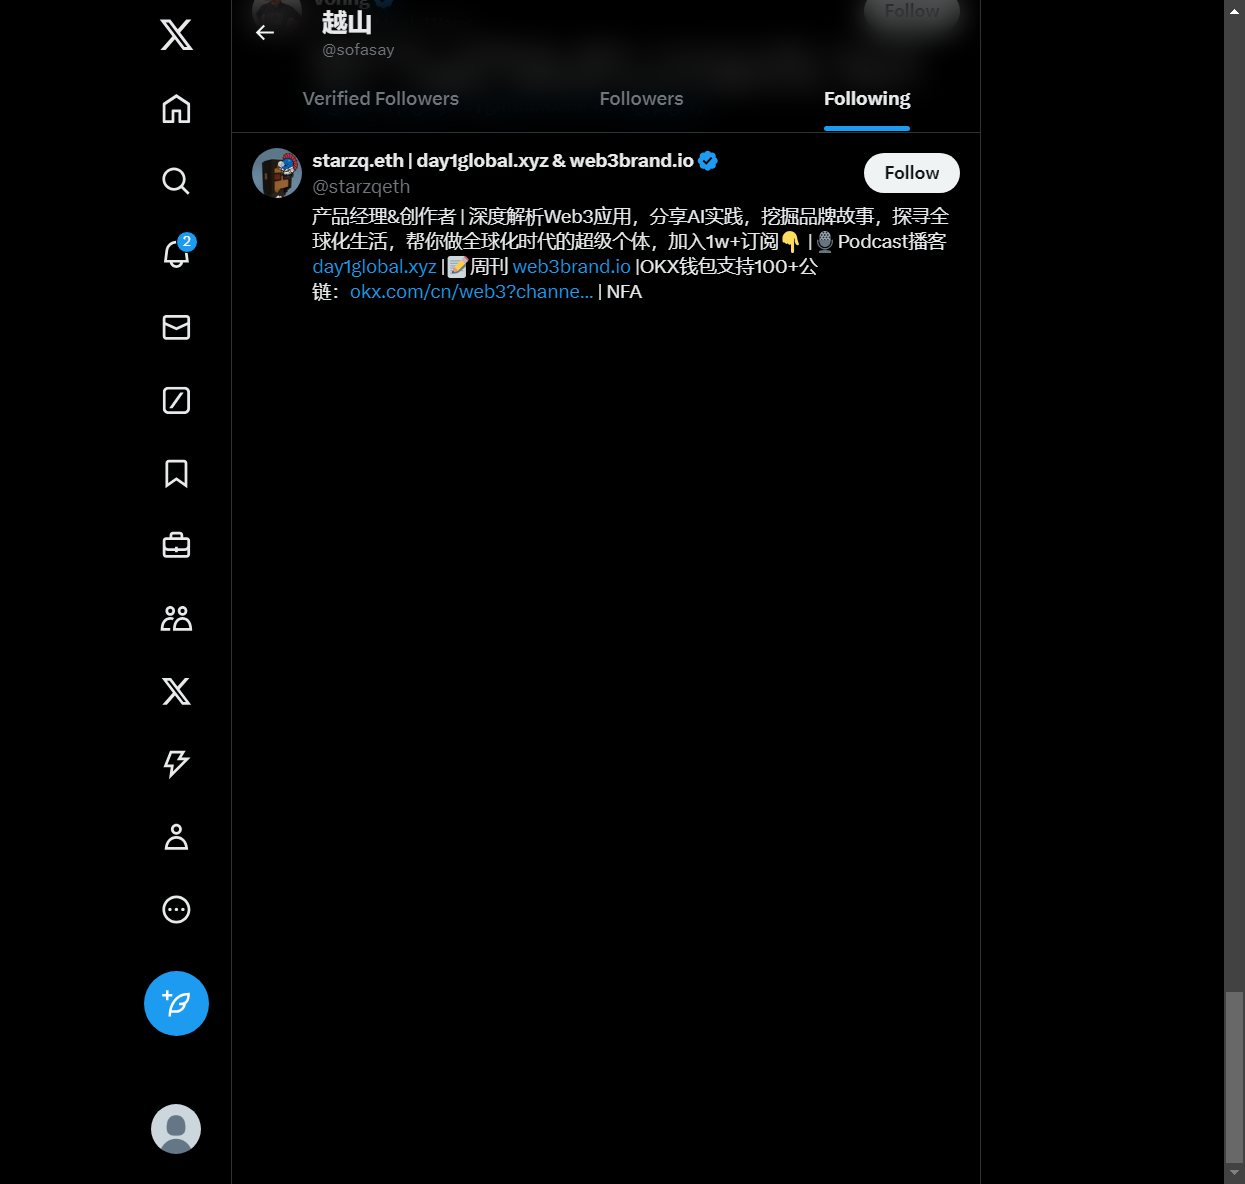 越山
@sofasay
Follow
Verified Followers
Followers
Following
starzq.eth | day1global.xyz & web3brand.io
@starzqeth
Follow
产品经理&创作者 | 深度解析Web3应用，分享AI实践，挖掘品牌故事，探寻全
球化生活，帮你做全球化时代的超级个体，加入1w+订阅👇 | 🎙️Podcast播客
day1global.xyz |📝周刊 web3brand.io |OKX钱包支持100+公
链：okx.com/cn/web3?channe… | NFA
2